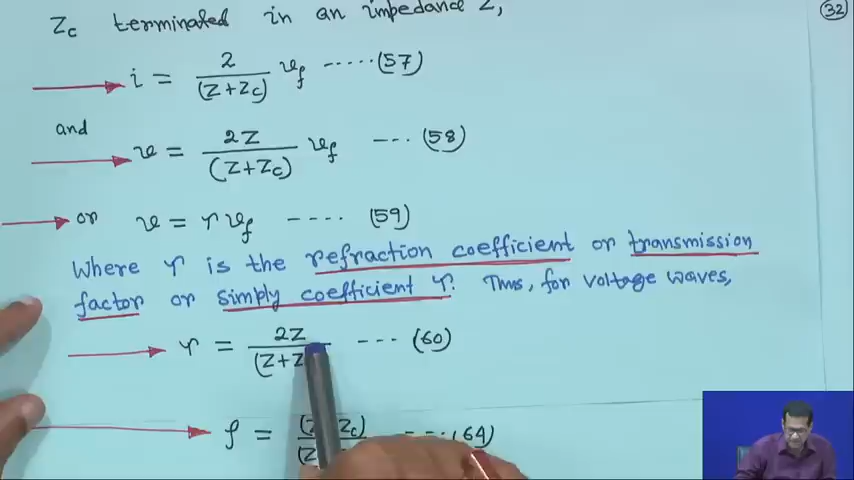 Zc terminated in an impedance Z,
32
i = 2/(Z+Zc) vf ----- (57)
and
v = 2Z/(Z+Zc) vf --- (58)
or v = γ vf ---- (59)
Where γ is the refraction coefficient or transmission
factor or simply coefficient γ. Thus, for voltage waves,
γ = 2Z/(Z+Z --- (60)
ρ = Zc) (64)